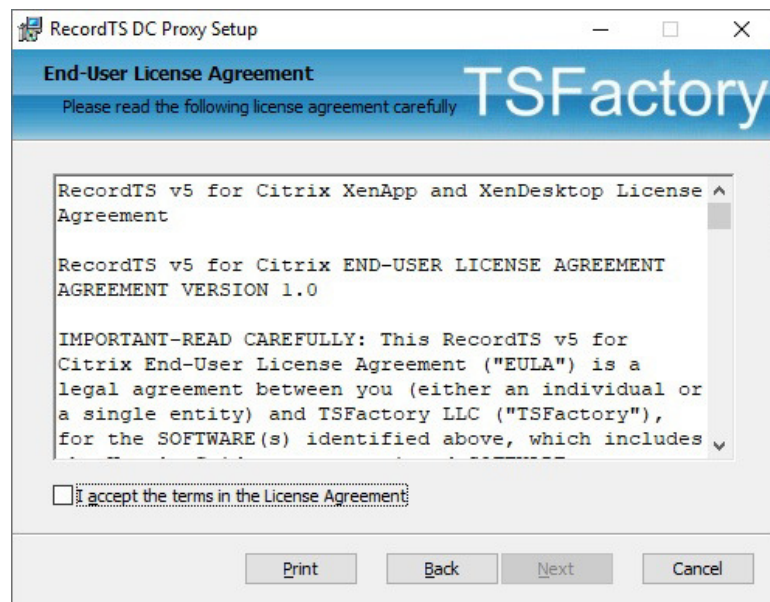 RecordTS DC Proxy Setup
End-User License Agreement
Please read the following license agreement carefully
TSFactory
RecordTS v5 for Citrix XenApp and XenDesktop License
Agreement
RecordTS v5 for Citrix END-USER LICENSE AGREEMENT
AGREEMENT VERSION 1.0
IMPORTANT-READ CAREFULLY: This RecordTS v5 for
Citrix End-User License Agreement ("EULA") is a
legal agreement between you (either an individual or
a single entity) and TSFactory LLC ("TSFactory"),
for the SOFTWARE(s) identified above, which includes
I accept the terms in the License Agreement
Print
Back
Next
Cancel